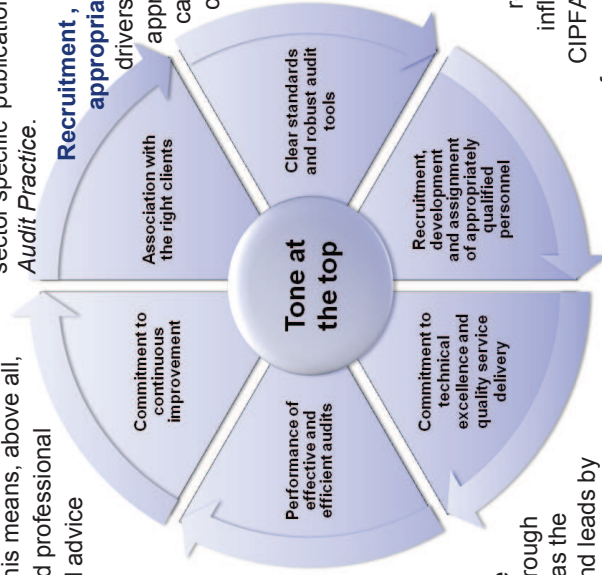 his means, above all,
d professional
l advice
sector specific publication
Audit Practice.
Recruitment ,
appropria
drivers
appr
ca
Association with
the right clients
Clear standards
and robust audit
tools
Recruitment,
development
and assignment
of appropriately
qualified
personnel
Commitment to
technical
excellence and
quality service
delivery
Performance of
effective and
efficient audits
Commitment to
continuous
improvement
Tone at
the top
rough
as the
nd leads by
infl
CIPFA